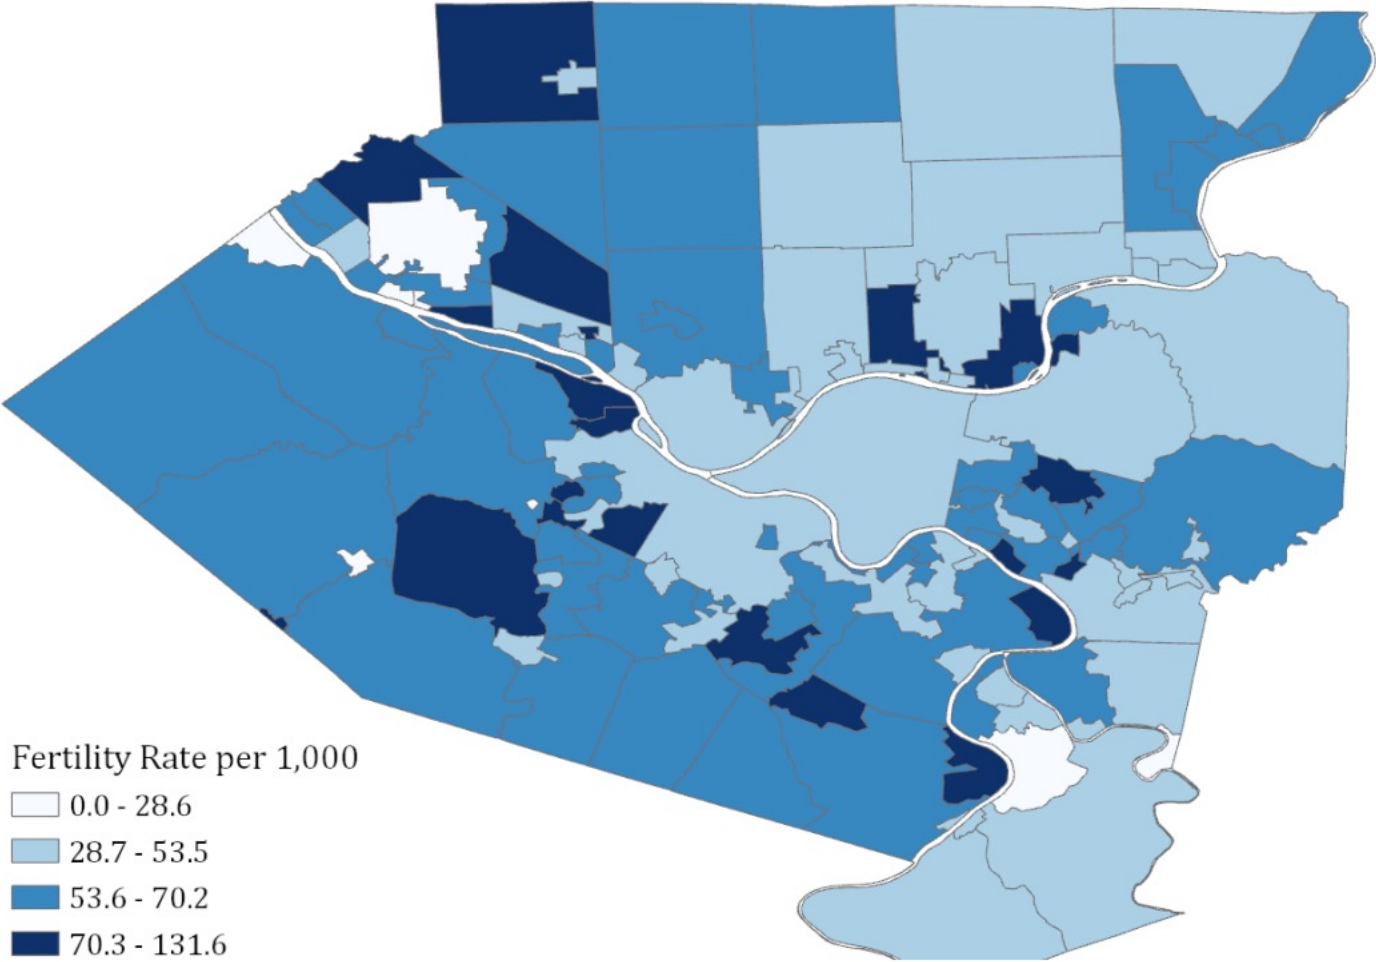 Fertility Rate per 1,000
0.0 - 28.6
28.7 - 53.5
53.6 - 70.2
70.3 - 131.6